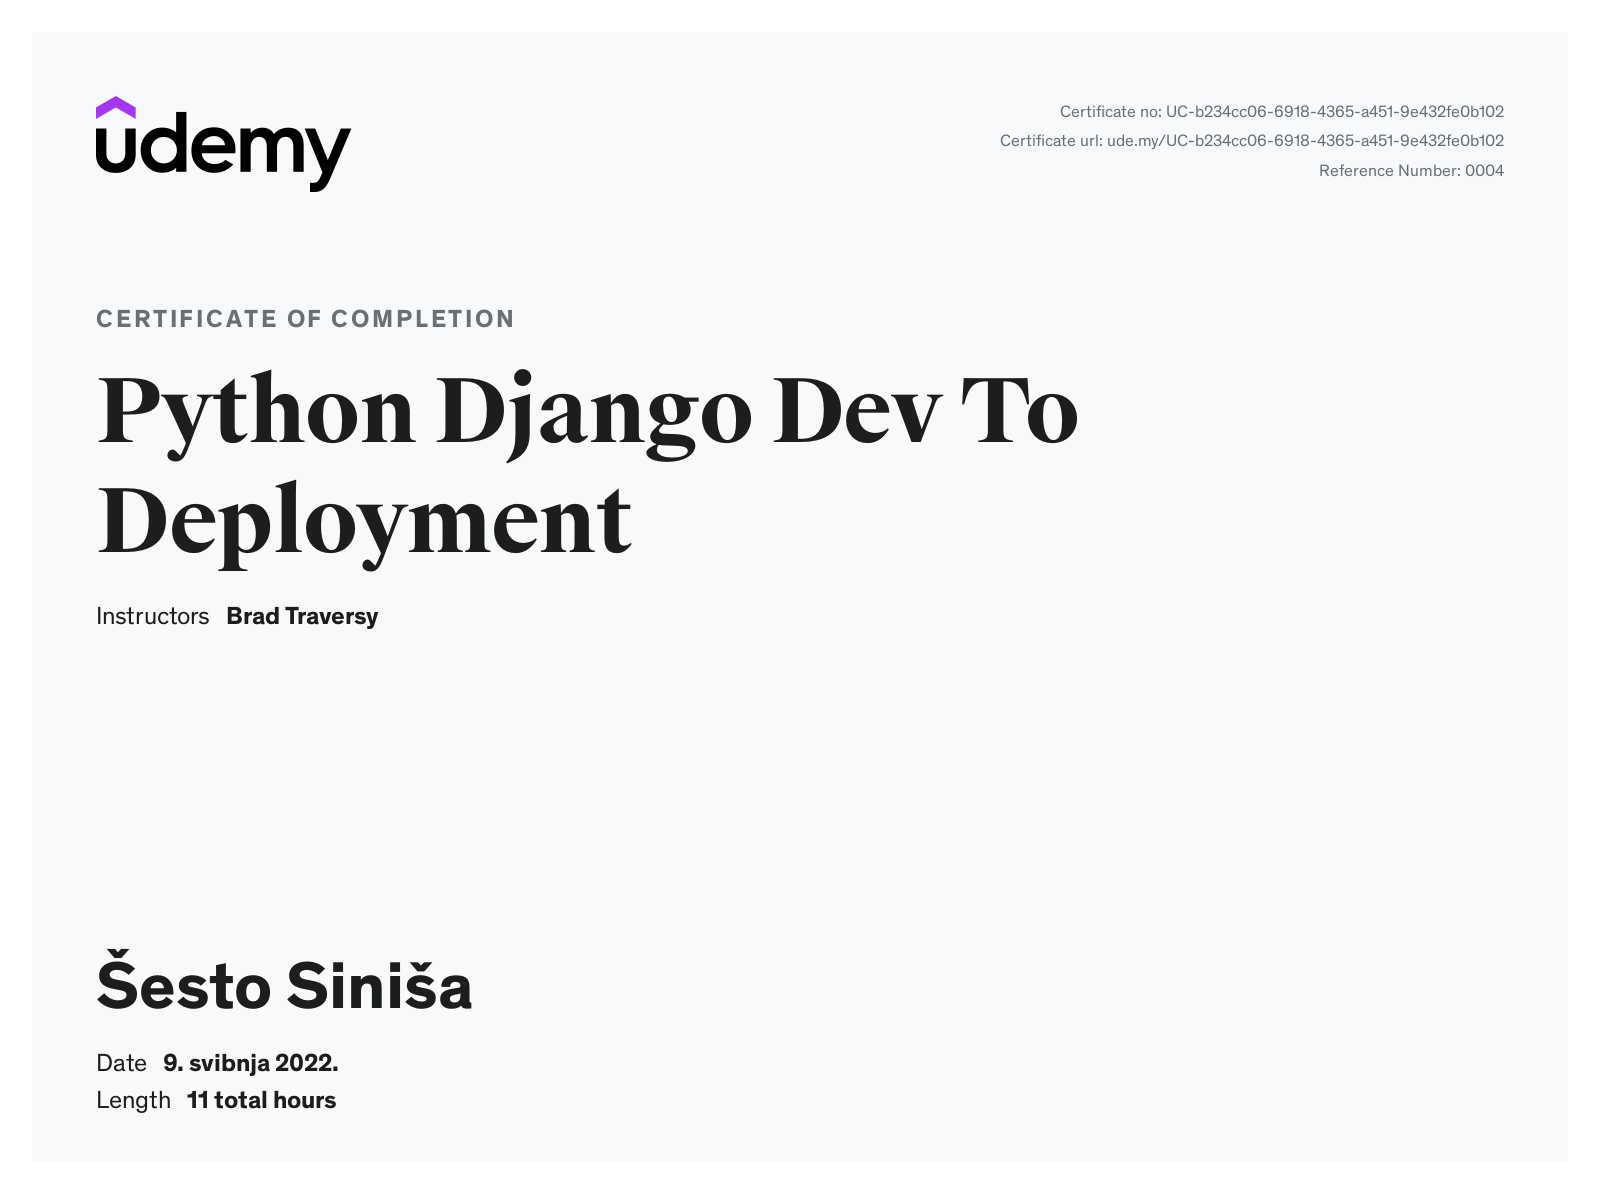 udemy
Certificate no: UC-b234cc06-6918-4365-a451-9e432fe0b102
Certificate url: ude.my/UC-b234cc06-6918-4365-a451-9e432fe0b102
Reference Number: 0004
CERTIFICATE OF COMPLETION
Python Django Dev To
Deployment
Instructors Brad Traversy
Šesto Siniša
Date 9. svibnja 2022.
Length 11 total hours